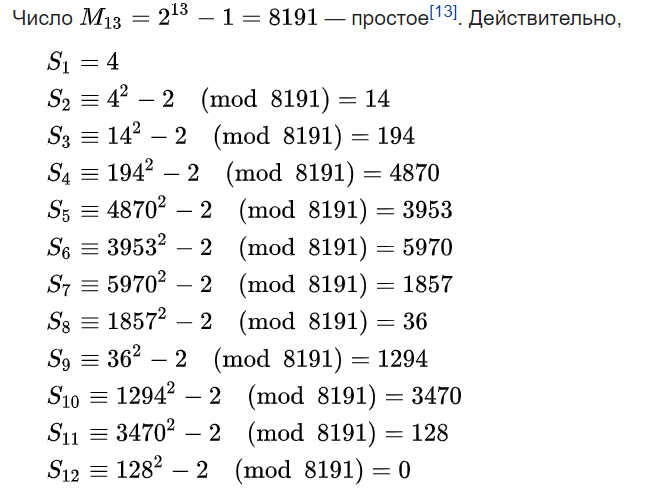 Число M₁₃ = 2¹³ − 1 = 8191 — простое[13]. Действительно,
S₁ = 4
S₂ ≡ 4² − 2 (mod 8191) = 14
S₃ ≡ 14² − 2 (mod 8191) = 194
S₄ ≡ 194² − 2 (mod 8191) = 4870
S₅ ≡ 4870² − 2 (mod 8191) = 3953
S₆ ≡ 3953² − 2 (mod 8191) = 5970
S₇ ≡ 5970² − 2 (mod 8191) = 1857
S₈ ≡ 1857² − 2 (mod 8191) = 36
S₉ ≡ 36² − 2 (mod 8191) = 1294
S₁₀ ≡ 1294² − 2 (mod 8191) = 3470
S₁₁ ≡ 3470² − 2 (mod 8191) = 128
S₁₂ ≡ 128² − 2 (mod 8191) = 0